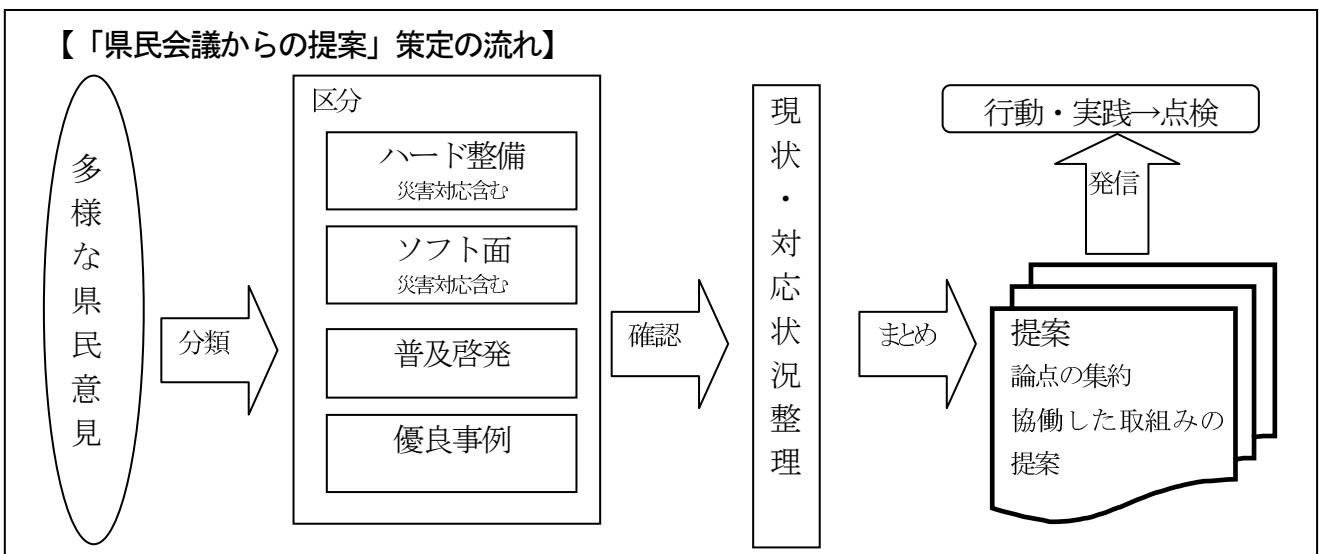 【「県民会議からの提案」策定の流れ】
多様な県民意見
分類
区分
ハード整備
災害対応含む
ソフト面
災害対応含む
普及啓発
優良事例
確認
現状・対応状況整理
まとめ
提案
論点の集約
協働した取組みの
提案
発信
行動・実践→点検